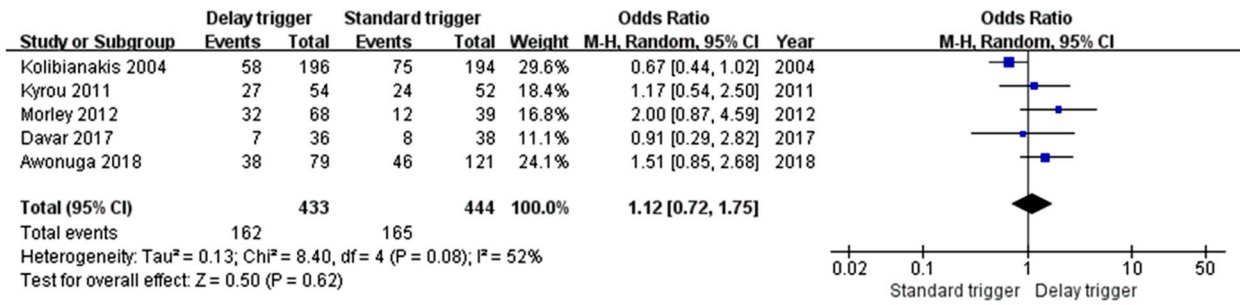 Delay trigger Standard trigger Odds Ratio Odds Ratio
Study or Subgroup Events Total Events Total Weight M-H, Random, 95% CI Year M-H, Random, 95% CI
Kolibianakis 2004 58 196 75 194 29.6% 0.67 [0.44, 1.02] 2004
Kyrou 2011 27 54 24 52 18.4% 1.17 [0.54, 2.50] 2011
Morley 2012 32 68 12 39 16.8% 2.00 [0.87, 4.59] 2012
Davar 2017 7 36 8 38 11.1% 0.91 [0.29, 2.82] 2017
Awonuga 2018 38 79 46 121 24.1% 1.51 [0.85, 2.68] 2018
Total (95% CI) 433 444 100.0% 1.12 [0.72, 1.75]
Total events 162 165
Heterogeneity: Tau² = 0.13; Chi² = 8.40, df = 4 (P = 0.08); I² = 52%
Test for overall effect: Z = 0.50 (P = 0.62)
0.02 0.1 1 10 50
Standard trigger Delay trigger